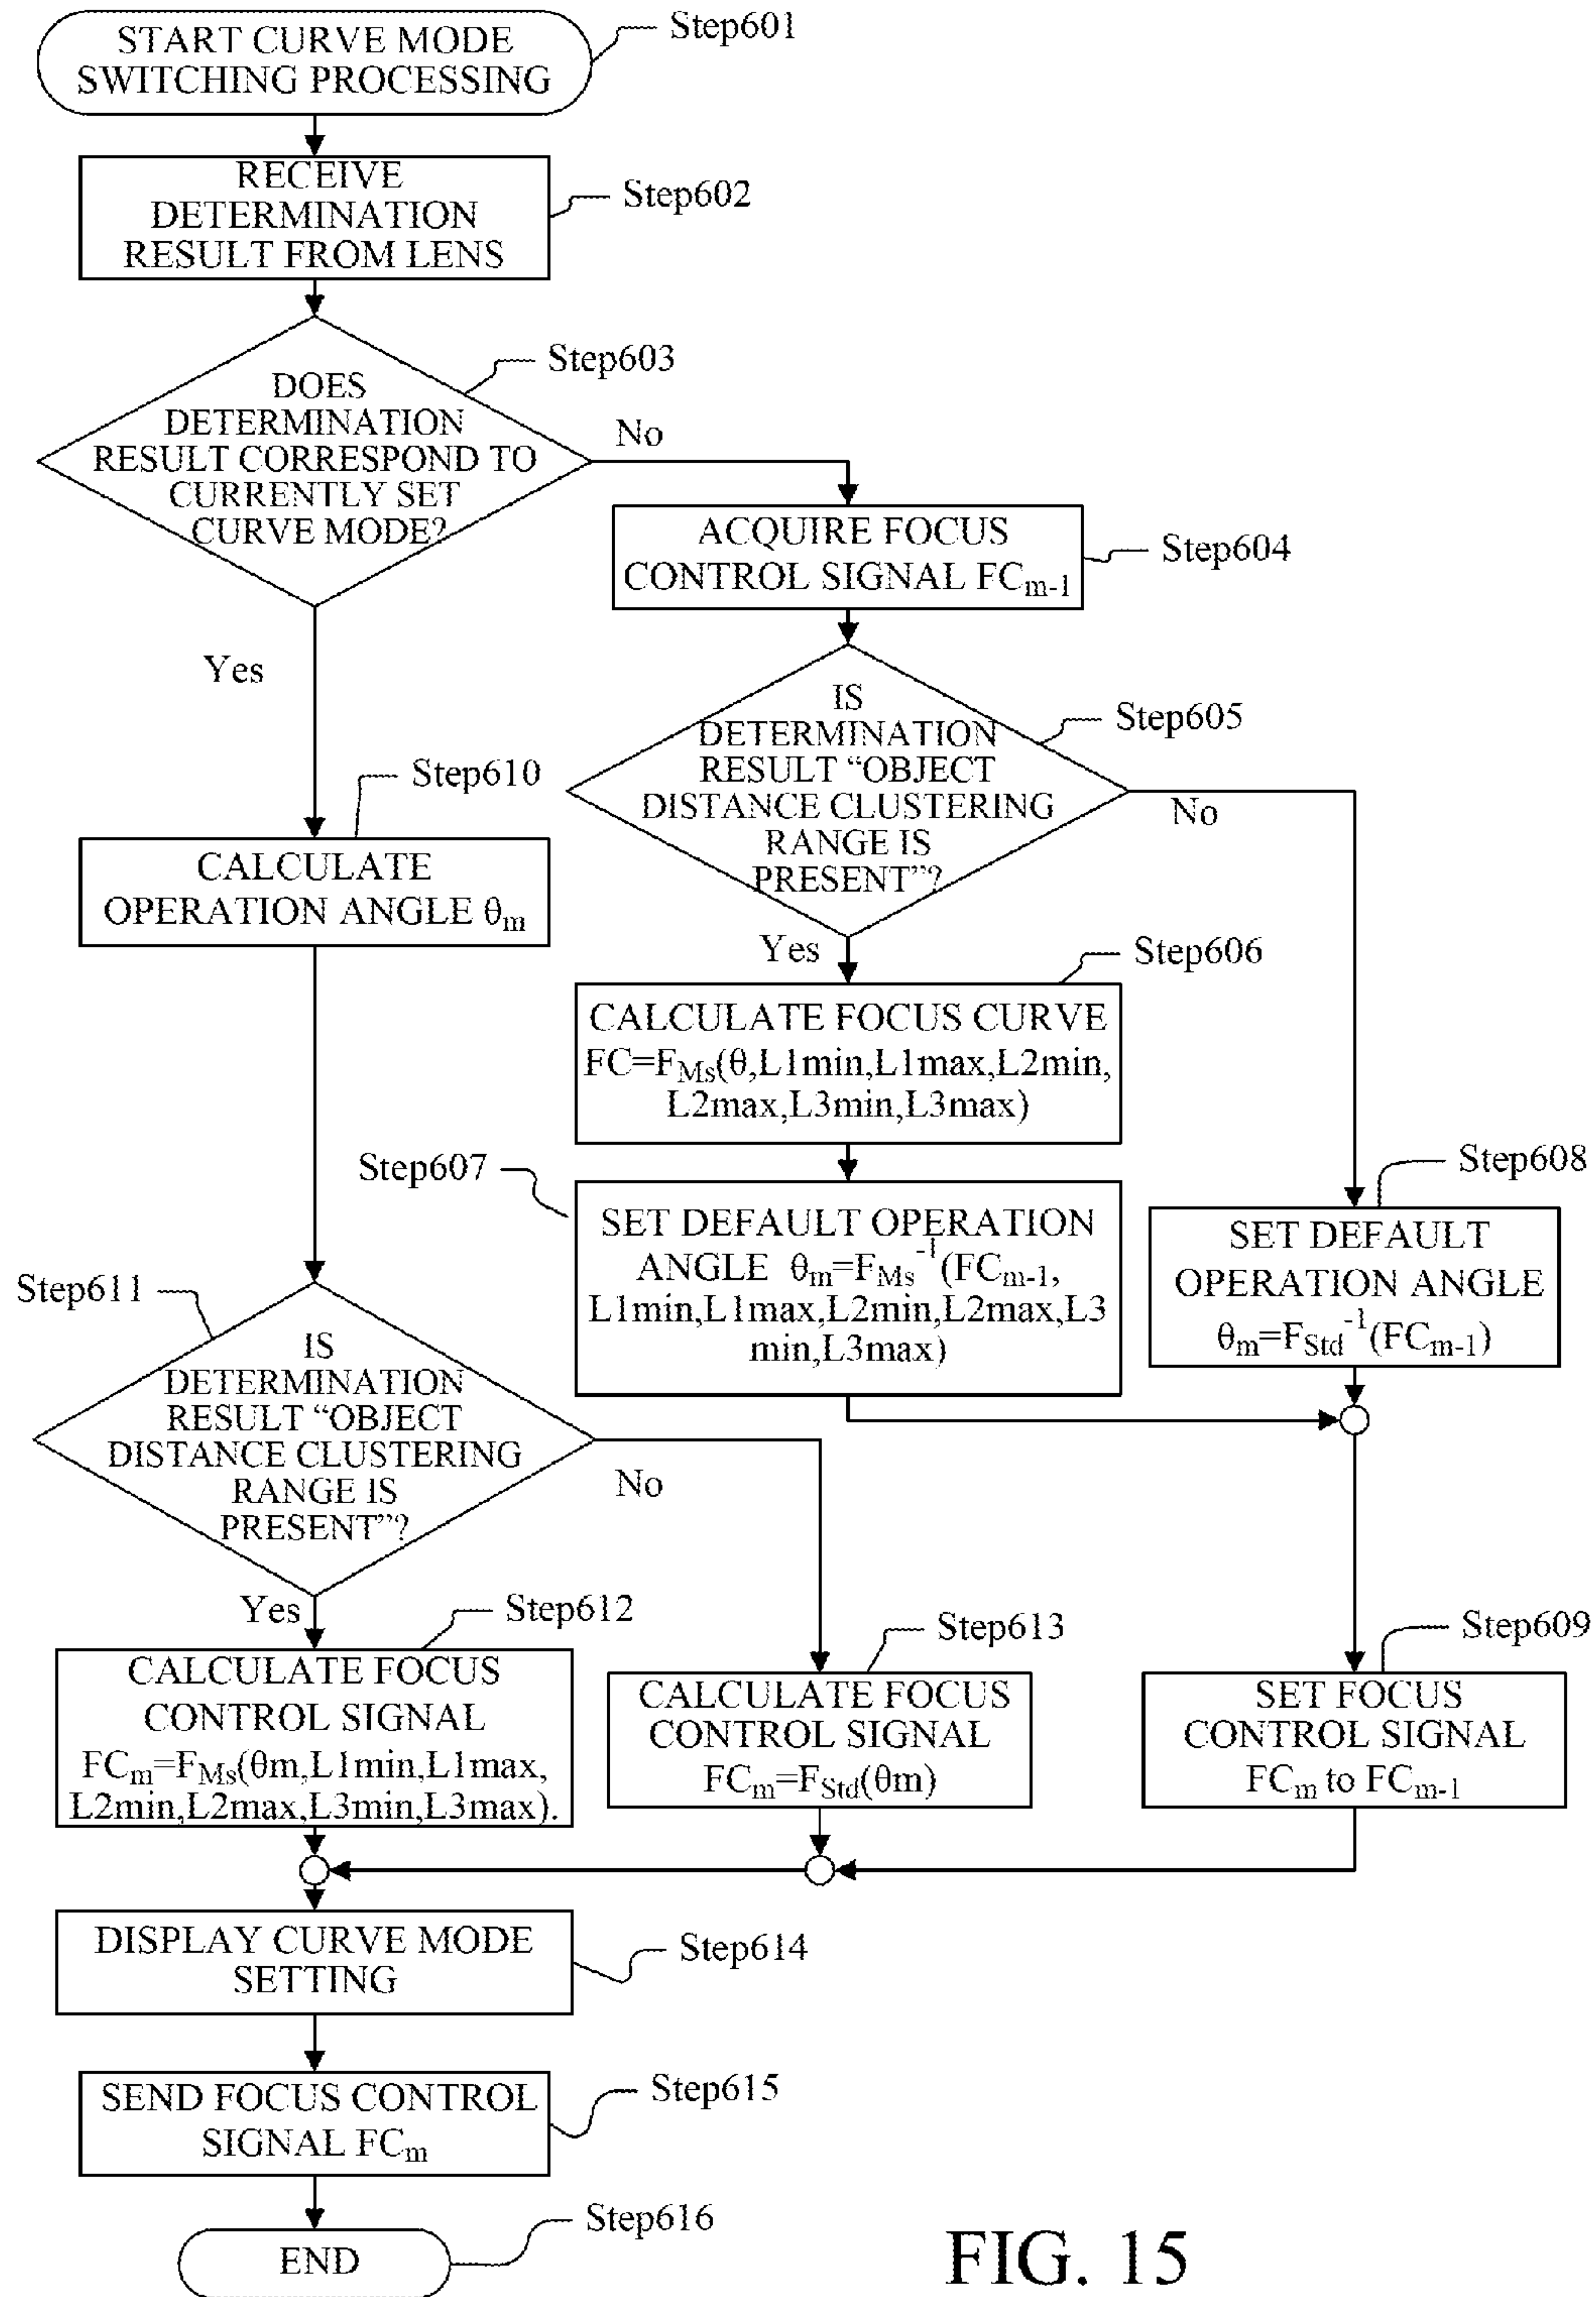 START CURVE MODE
SWITCHING PROCESSING
Step601
RECEIVE
DETERMINATION
RESULT FROM LENS
Step602
DOES
DETERMINATION
RESULT CORRESPOND TO
CURRENTLY SET
CURVE MODE?
Step603
No
Yes
ACQUIRE FOCUS
CONTROL SIGNAL FCm-1
Step604
IS
DETERMINATION
RESULT “OBJECT
DISTANCE CLUSTERING
RANGE IS
PRESENT”?
Step605
No
Yes
CALCULATE
OPERATION ANGLE θm
Step610
CALCULATE FOCUS CURVE
FC=FMs(θ,L1min,L1max,L2min,
L2max,L3min,L3max)
Step606
Step607
SET DEFAULT OPERATION
ANGLE θm=FMs-1(FCm-1,
L1min,L1max,L2min,L2max,L3
min,L3max)
Step608
SET DEFAULT
OPERATION ANGLE
θm=FStd-1(FCm-1)
Step611
IS
DETERMINATION
RESULT “OBJECT
DISTANCE CLUSTERING
RANGE IS
PRESENT”?
No
Yes
Step612
CALCULATE FOCUS
CONTROL SIGNAL
FCm=FMs(θm,L1min,L1max,
L2min,L2max,L3min,L3max).
Step613
CALCULATE FOCUS
CONTROL SIGNAL
FCm=FStd(θm)
Step609
SET FOCUS
CONTROL SIGNAL
FCm to FCm-1
DISPLAY CURVE MODE
SETTING
Step614
SEND FOCUS CONTROL
SIGNAL FCm
Step615
END
Step616
FIG. 15